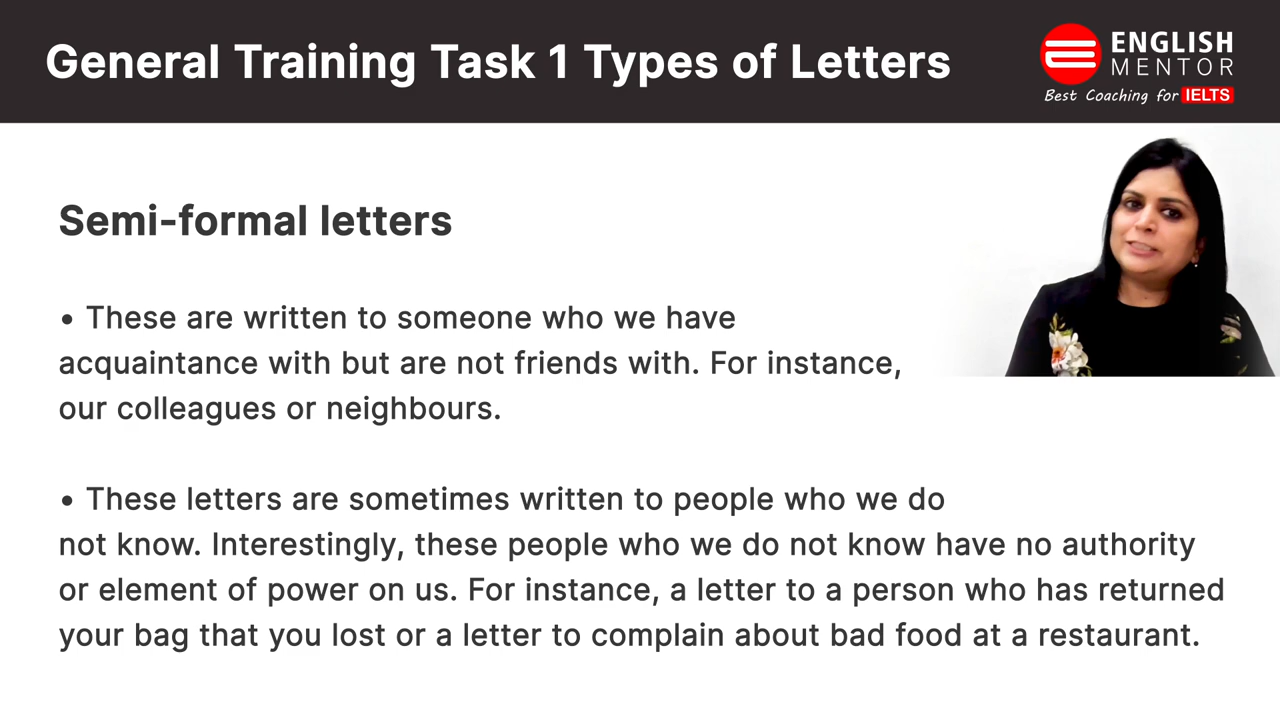 General Training Task 1 Types of Letters
ENGLISH
MENTOR
Best Coaching for IELTS
Semi-formal letters
• These are written to someone who we have
acquaintance with but are not friends with. For instance,
our colleagues or neighbours.
• These letters are sometimes written to people who we do
not know. Interestingly, these people who we do not know have no authority
or element of power on us. For instance, a letter to a person who has returned
your bag that you lost or a letter to complain about bad food at a restaurant.